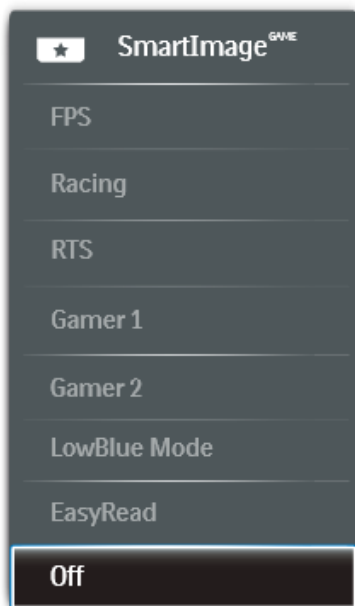 SmartImage GAME
FPS
Racing
RTS
Gamer 1
Gamer 2
LowBlue Mode
EasyRead
Off